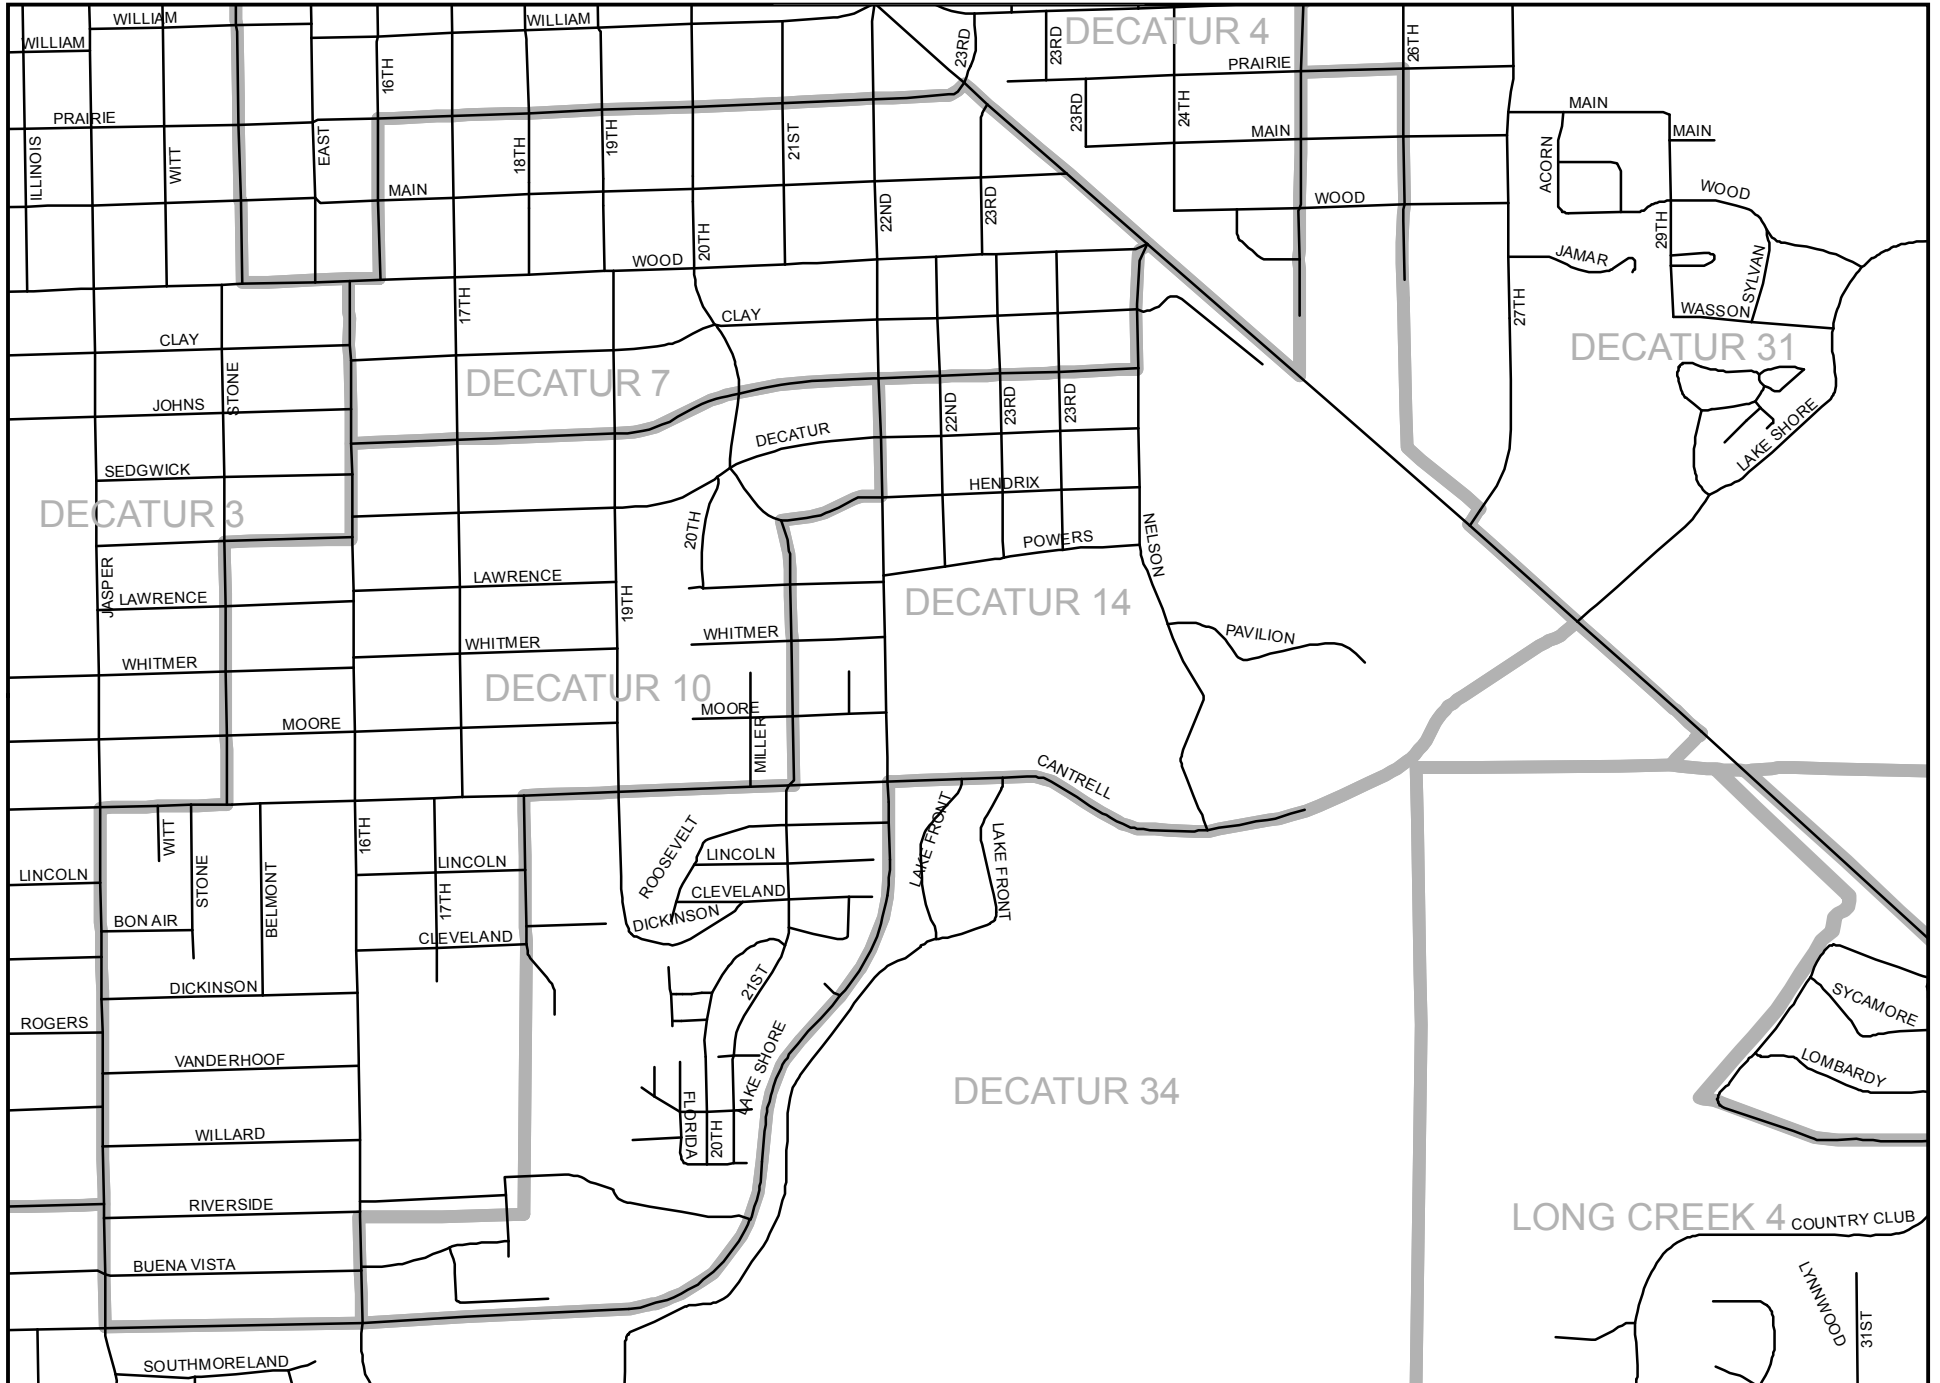 WILLIAM
WILLIAM
WILLIAM
DECATUR 4
23RD
23RD
26TH
16TH
PRAIRIE
PRAIRIE
MAIN
23RD
24TH
MAIN
MAIN
ILLINOIS
WITT
EAST
18TH
19TH
21ST
ACORN
MAIN
22ND
23RD
WOOD
WOOD
20TH
WOOD
29TH
JAMAR
SYLVAN
17TH
27TH
CLAY
WASSON
CLAY
DECATUR 31
DECATUR 7
STONE
JOHNS
22ND
23RD
23RD
LAKE SHORE
DECATUR
SEDGWICK
HENDRIX
DECATUR 3
20TH
POWERS
NELSON
JASPER
LAWRENCE
LAWRENCE
19TH
DECATUR 14
WHITMER
WHITMER
WHITMER
PAVILION
DECATUR 10
MOORE
MOORE
MILLER
CANTRELL
WITT
16TH
ROOSEVELT
LAKE FRONT
LAKE FRONT
LINCOLN
LINCOLN
LINCOLN
STONE
BELMONT
17TH
CLEVELAND
BON AIR
DICKINSON
CLEVELAND
DICKINSON
21ST
SYCAMORE
ROGERS
VANDERHOOF
LAKE SHORE
LOMBARDY
DECATUR 34
FLORIDA
20TH
WILLARD
RIVERSIDE
LONG CREEK 4
COUNTRY CLUB
BUENA VISTA
LYNNWOOD
31ST
SOUTHMORELAND